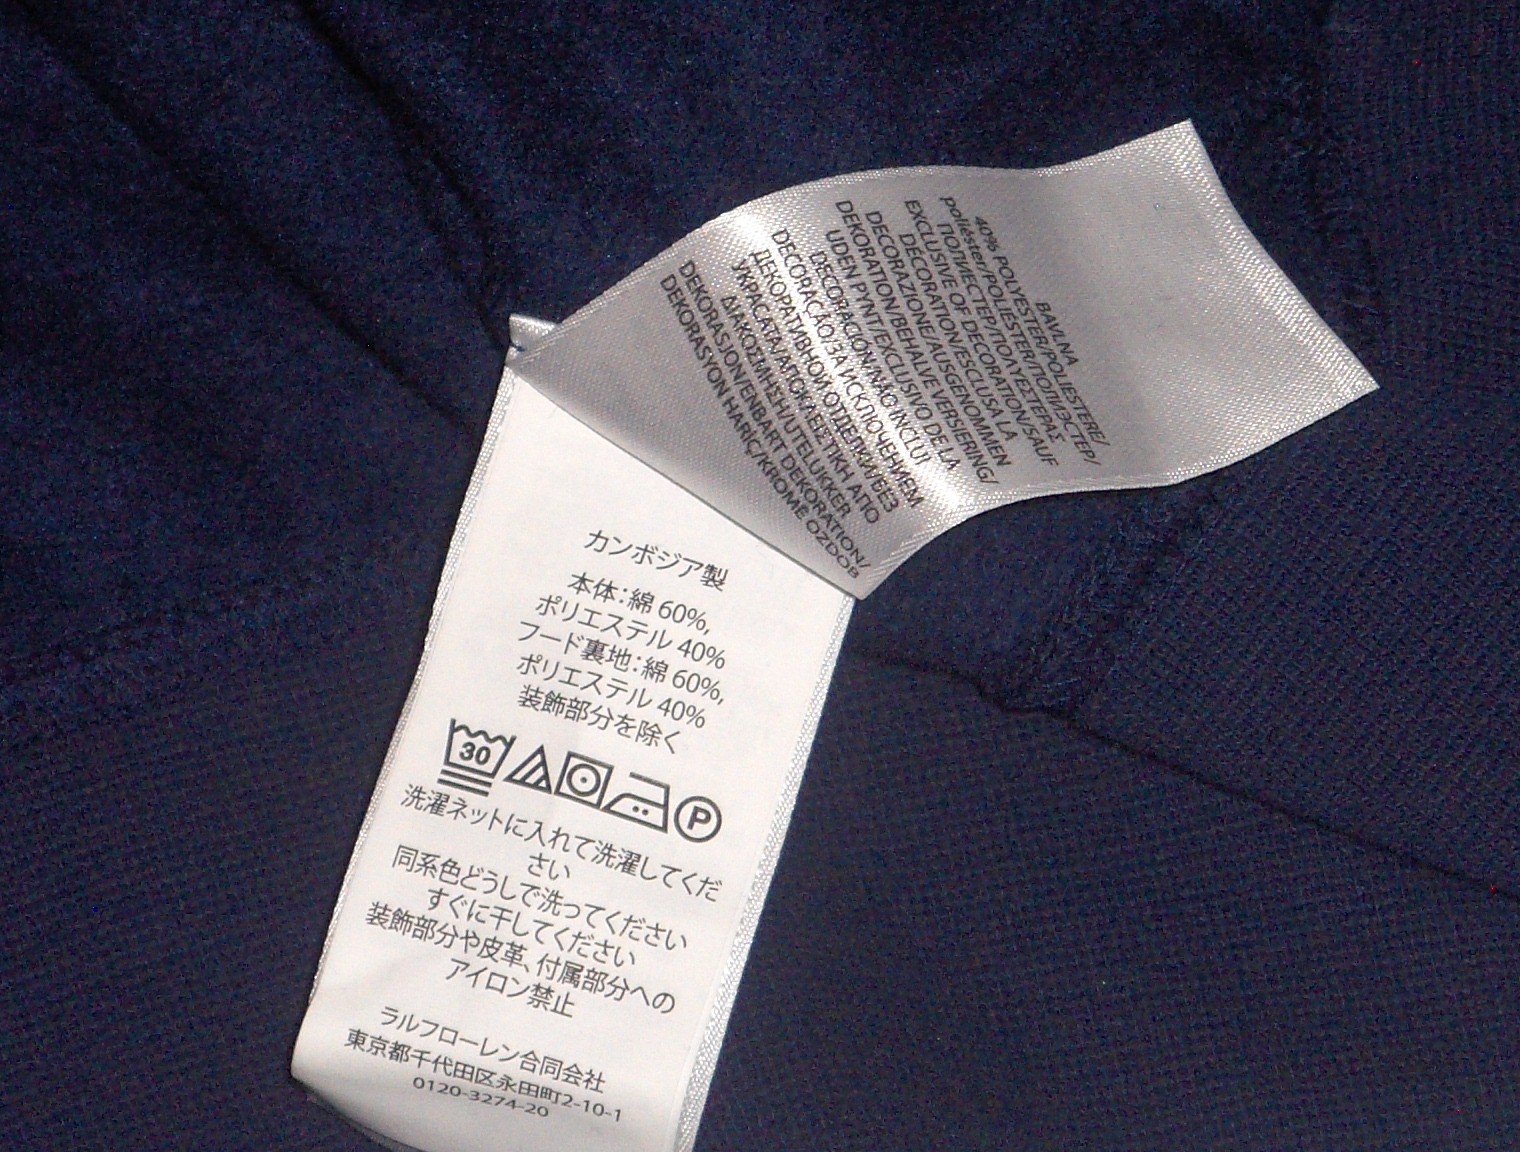 BAVLNA
40% POLYESTER/POLIESTERE/
poliéster/POLIESTER/ПОЛИЭСТЕР/
ПОЛИЕСТЕР/ΠΟΛΥΕΣΤΕΡΑΣ
EXCLUSIVE OF DECORATION/SAUF
DECORATION/ESCLUSA LA
DECORAZIONE/AUSGENOMMEN
DEKORATION/BEHALVE VERSIERING/
UDEN PYNT/EXCLUSIVO DE LA
DECORACION/NÃO INCLUI
DECORAÇÃO/ЗА ИСКЛЮЧЕНИЕМ
ДЕКОРАТИВНОЙ ОТДЕЛКИ/БЕЗ
УКРАСАТА/ΑΠΟΚΛΕΙΕΤΙΚΗ ΑΠΟ
ΔΙΑΚΟΣΜΗΣΗ/UTELUKKER
DEKORASJON/ENBART DEKORATION/
DEKORASYON HARİÇ/KROMĚ OZDOB
カンボジア製
本体:綿 60%,
ポリエステル 40%
フード裏地:綿 60%,
ポリエステル 40%
装飾部分を除く
30 P
洗濯ネットに入れて洗濯してくだ
さい
同系色どうしで洗ってください
すぐに干してください
装飾部分や皮革、付属部分への
アイロン禁止
ラルフローレン合同会社
東京都千代田区永田町2-10-1
0120-3274-20